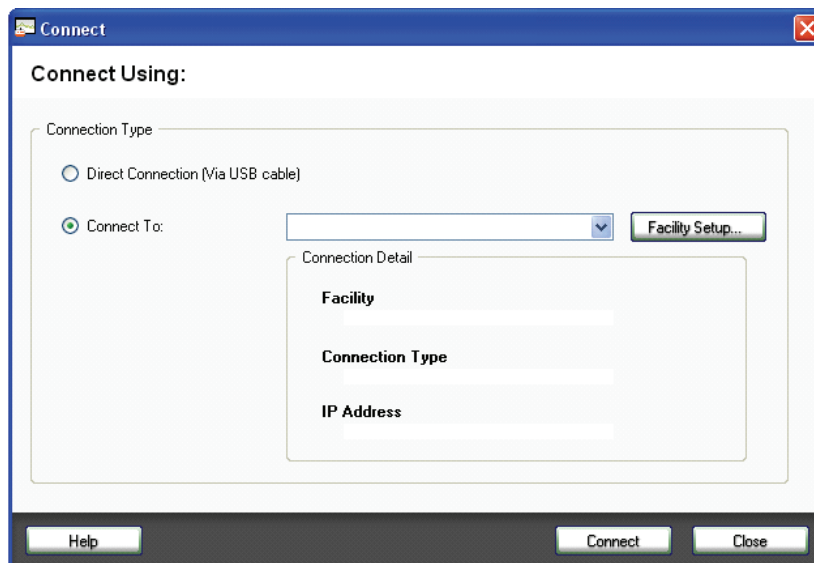 Connect
Connect Using:
Connection Type
Direct Connection (Via USB cable)
Connect To:
Facility Setup...
Connection Detail
Facility
Connection Type
IP Address
Help
Connect
Close